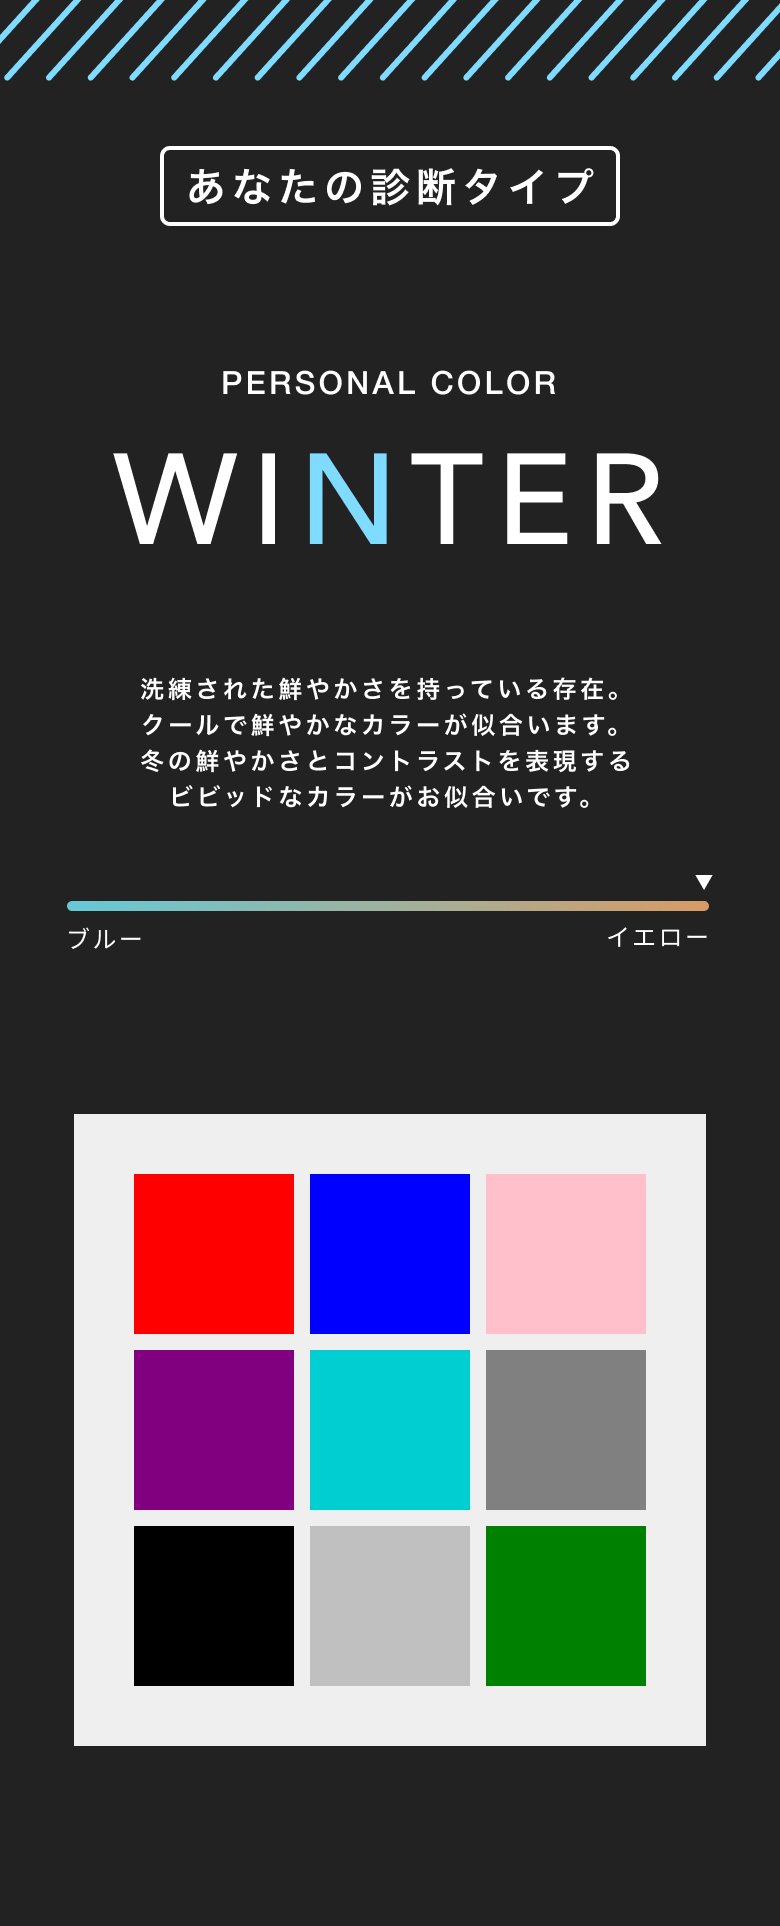 あなたの診断タイプ
PERSONAL COLOR
WINTER
洗練された鮮やかさを持っている存在。
クールで鮮やかなカラーが似合います。
冬の鮮やかさとコントラストを表現する
ビビッドなカラーがお似合いです。
ブルー
イエロー